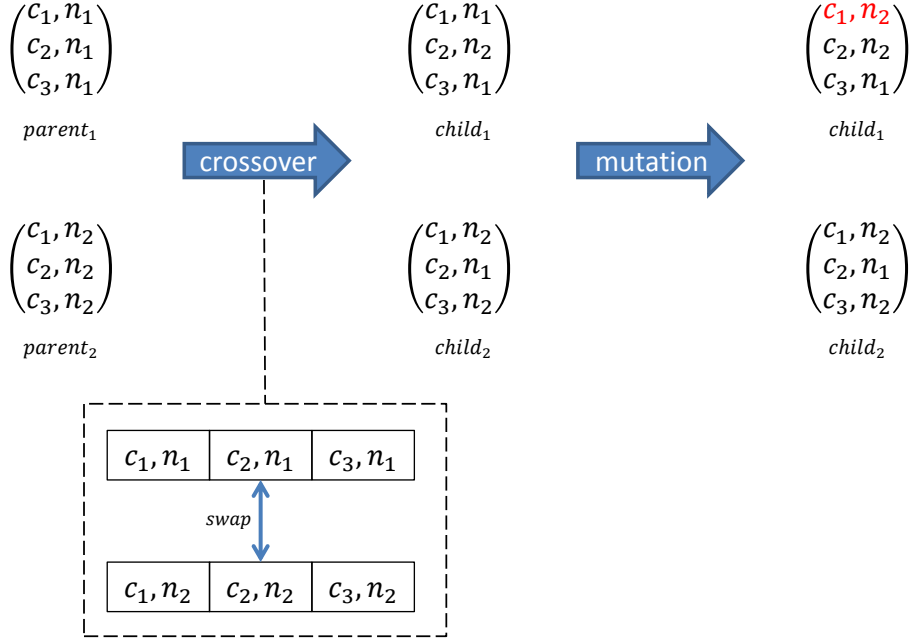 c₁, n₁
c₂, n₁
c₃, n₁
parent₁
crossover
c₁, n₁
c₂, n₂
c₃, n₁
child₁
mutation
c₁, n₂
c₂, n₂
c₃, n₁
child₁
c₁, n₂
c₂, n₂
c₃, n₂
parent₂
c₁, n₂
c₂, n₁
c₃, n₂
child₂
c₁, n₂
c₂, n₁
c₃, n₂
child₂
c₁, n₁ c₂, n₁ c₃, n₁
swap
c₁, n₂ c₂, n₂ c₃, n₂